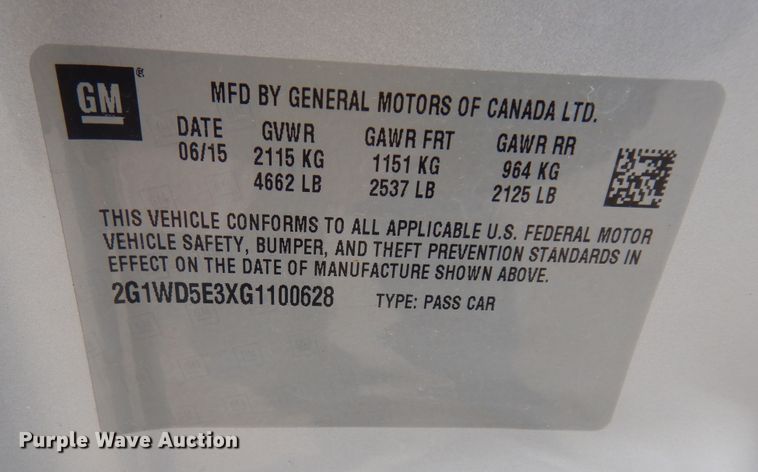 GM®
MFD BY GENERAL MOTORS OF CANADA LTD.
DATE GVWR GAWR FRT GAWR RR
06/15 2115 KG 1151 KG 964 KG
4662 LB 2537 LB 2125 LB
THIS VEHICLE CONFORMS TO ALL APPLICABLE U.S. FEDERAL MOTOR
VEHICLE SAFETY, BUMPER, AND THEFT PREVENTION STANDARDS IN
EFFECT ON THE DATE OF MANUFACTURE SHOWN ABOVE.
2G1WD5E3XG1100628 TYPE: PASS CAR
Purple Wave Auction